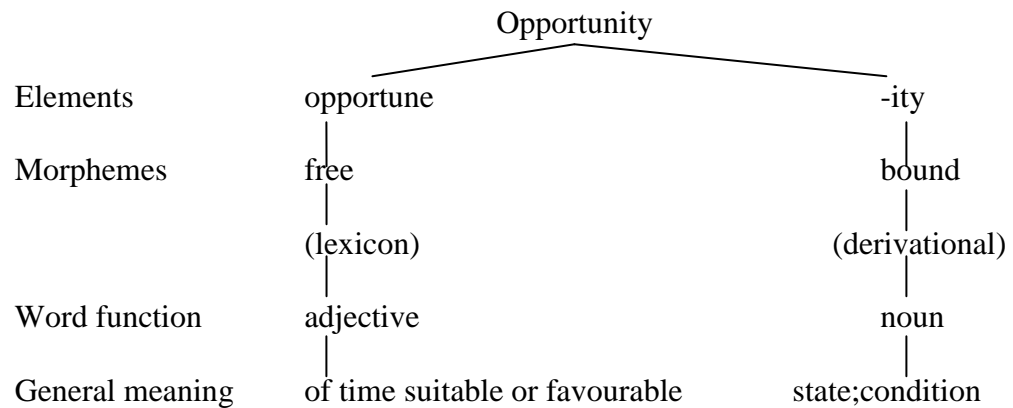 Opportunity
Elements opportune -ity
Morphemes free bound
(lexicon) (derivational)
Word function adjective noun
General meaning of time suitable or favourable state;condition